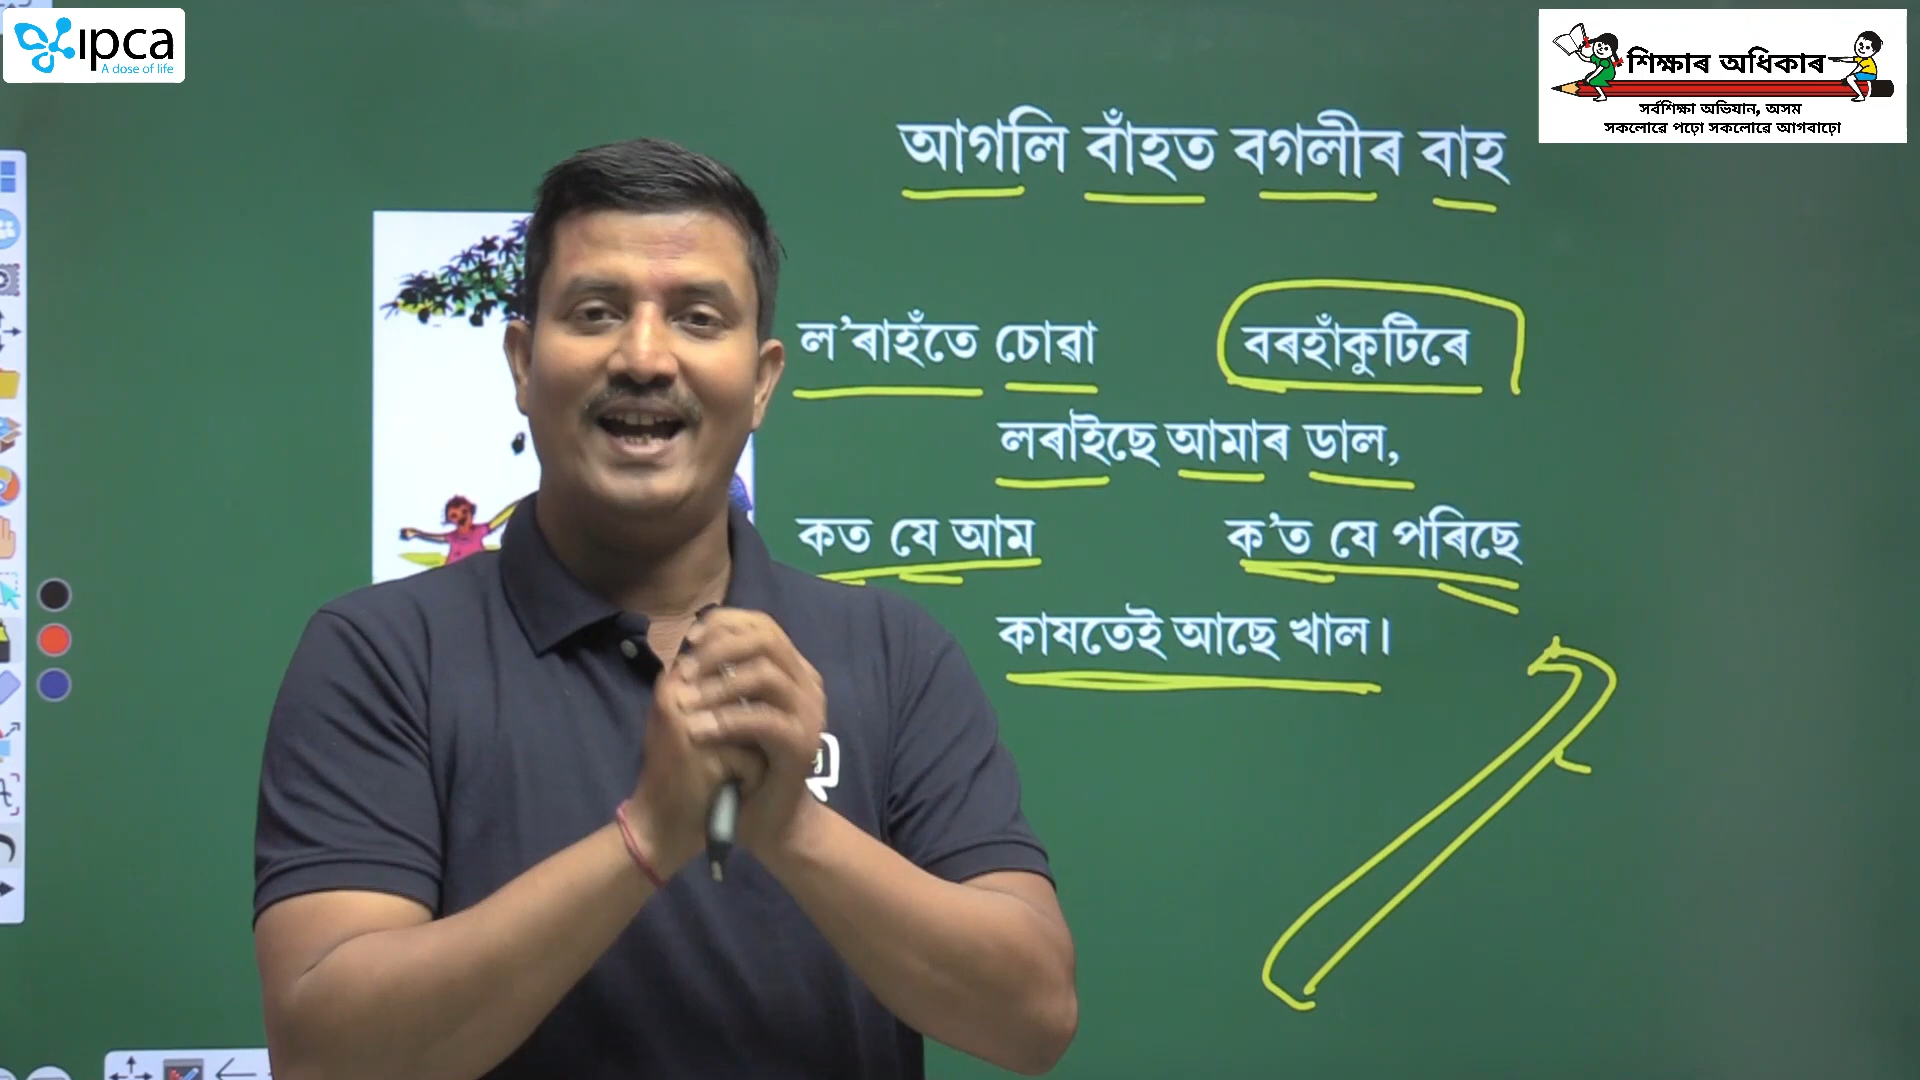 ipca
A dose of life
শিক্ষাৰ অধিকাৰ
সৰ্বশিক্ষা অভিযান, অসম
সকলোৱে পঢ়ো সকলোৱে আগবাঢ়ো
আগলি বাঁহত বগলীৰ বাহ
ল'ৰাহঁতে চোৱা বৰহাঁকুটিৰে
লৰাইছে আমাৰ ডাল,
কত যে আম ক'ত যে পৰিছে
কাষতেই আছে খাল।